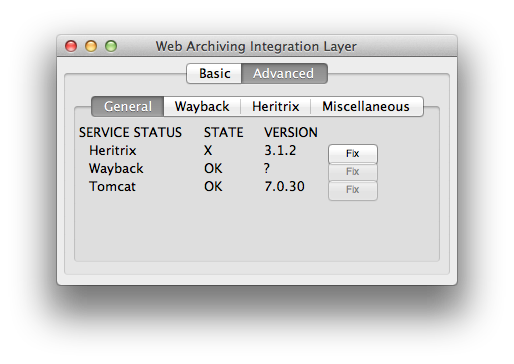 Web Archiving Integration Layer
Basic Advanced
General Wayback Heritrix Miscellaneous
SERVICE STATUS STATE VERSION
Heritrix X 3.1.2 Fix
Wayback OK ? Fix
Tomcat OK 7.0.30 Fix